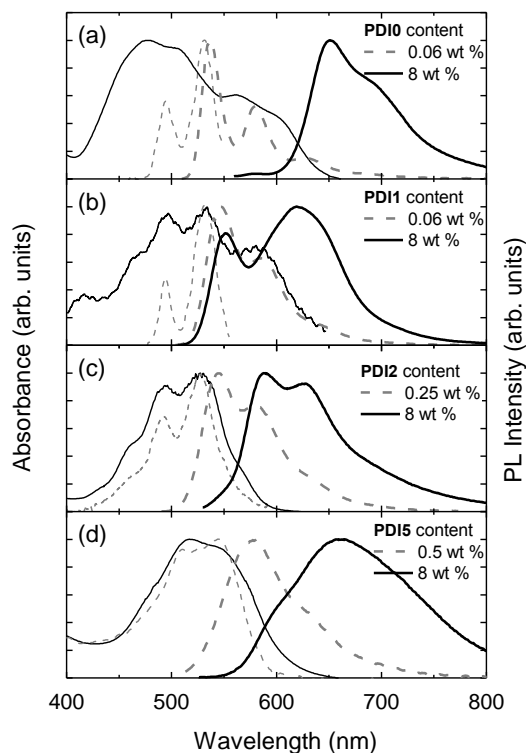 (a)
PDI0 content
0.06 wt %
8 wt %
(b)
PDI1 content
0.06 wt %
8 wt %
(c)
PDI2 content
0.25 wt %
8 wt %
(d)
PDI5 content
0.5 wt %
8 wt %
Absorbance (arb. units)
PL Intensity (arb. units)
400 500 600 700 800
Wavelength (nm)